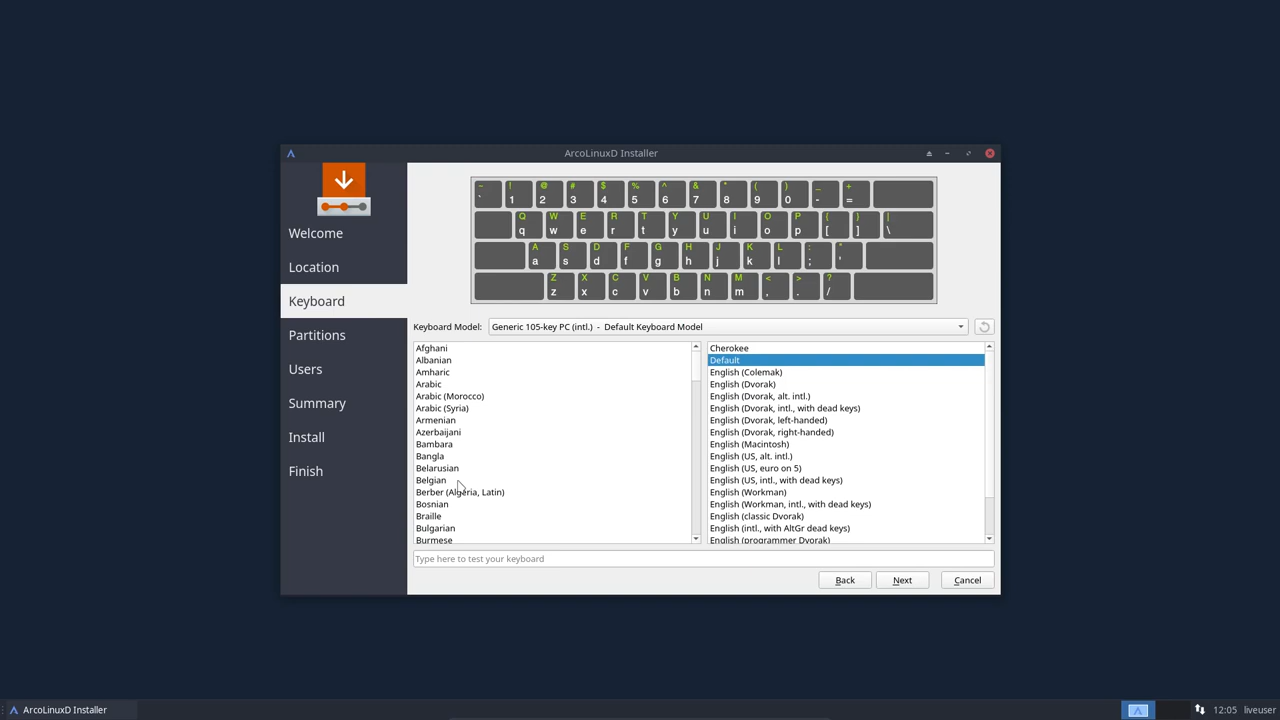 ArcoLinuxD Installer
Welcome
Location
Keyboard
Partitions
Users
Summary
Install
Finish
~ ! @ # $ % ^ & * ( ) _ +
` 1 2 3 4 5 6 7 8 9 0 - =
Q W E R T Y U I O P { } |
q w e r t y u i o p [ ] \
A S D F G H J K L : "
a s d f g h j k l ; '
Z X C V B N M < > ?
z x c v b n m , . /
Keyboard Model: Generic 105-key PC (intl.) - Default Keyboard Model
Afghani
Albanian
Amharic
Arabic
Arabic (Morocco)
Arabic (Syria)
Armenian
Azerbaijani
Bambara
Bangla
Belarusian
Belgian
Berber (Algeria, Latin)
Bosnian
Braille
Bulgarian
Burmese
Cherokee
Default
English (Colemak)
English (Dvorak)
English (Dvorak, alt. intl.)
English (Dvorak, intl., with dead keys)
English (Dvorak, left-handed)
English (Dvorak, right-handed)
English (Macintosh)
English (US, alt. intl.)
English (US, euro on 5)
English (US, intl., with dead keys)
English (Workman)
English (Workman, intl., with dead keys)
English (classic Dvorak)
English (intl., with AltGr dead keys)
English (programmer Dvorak)
Type here to test your keyboard
Back
Next
Cancel
ArcoLinuxD Installer
12:05
liveuser